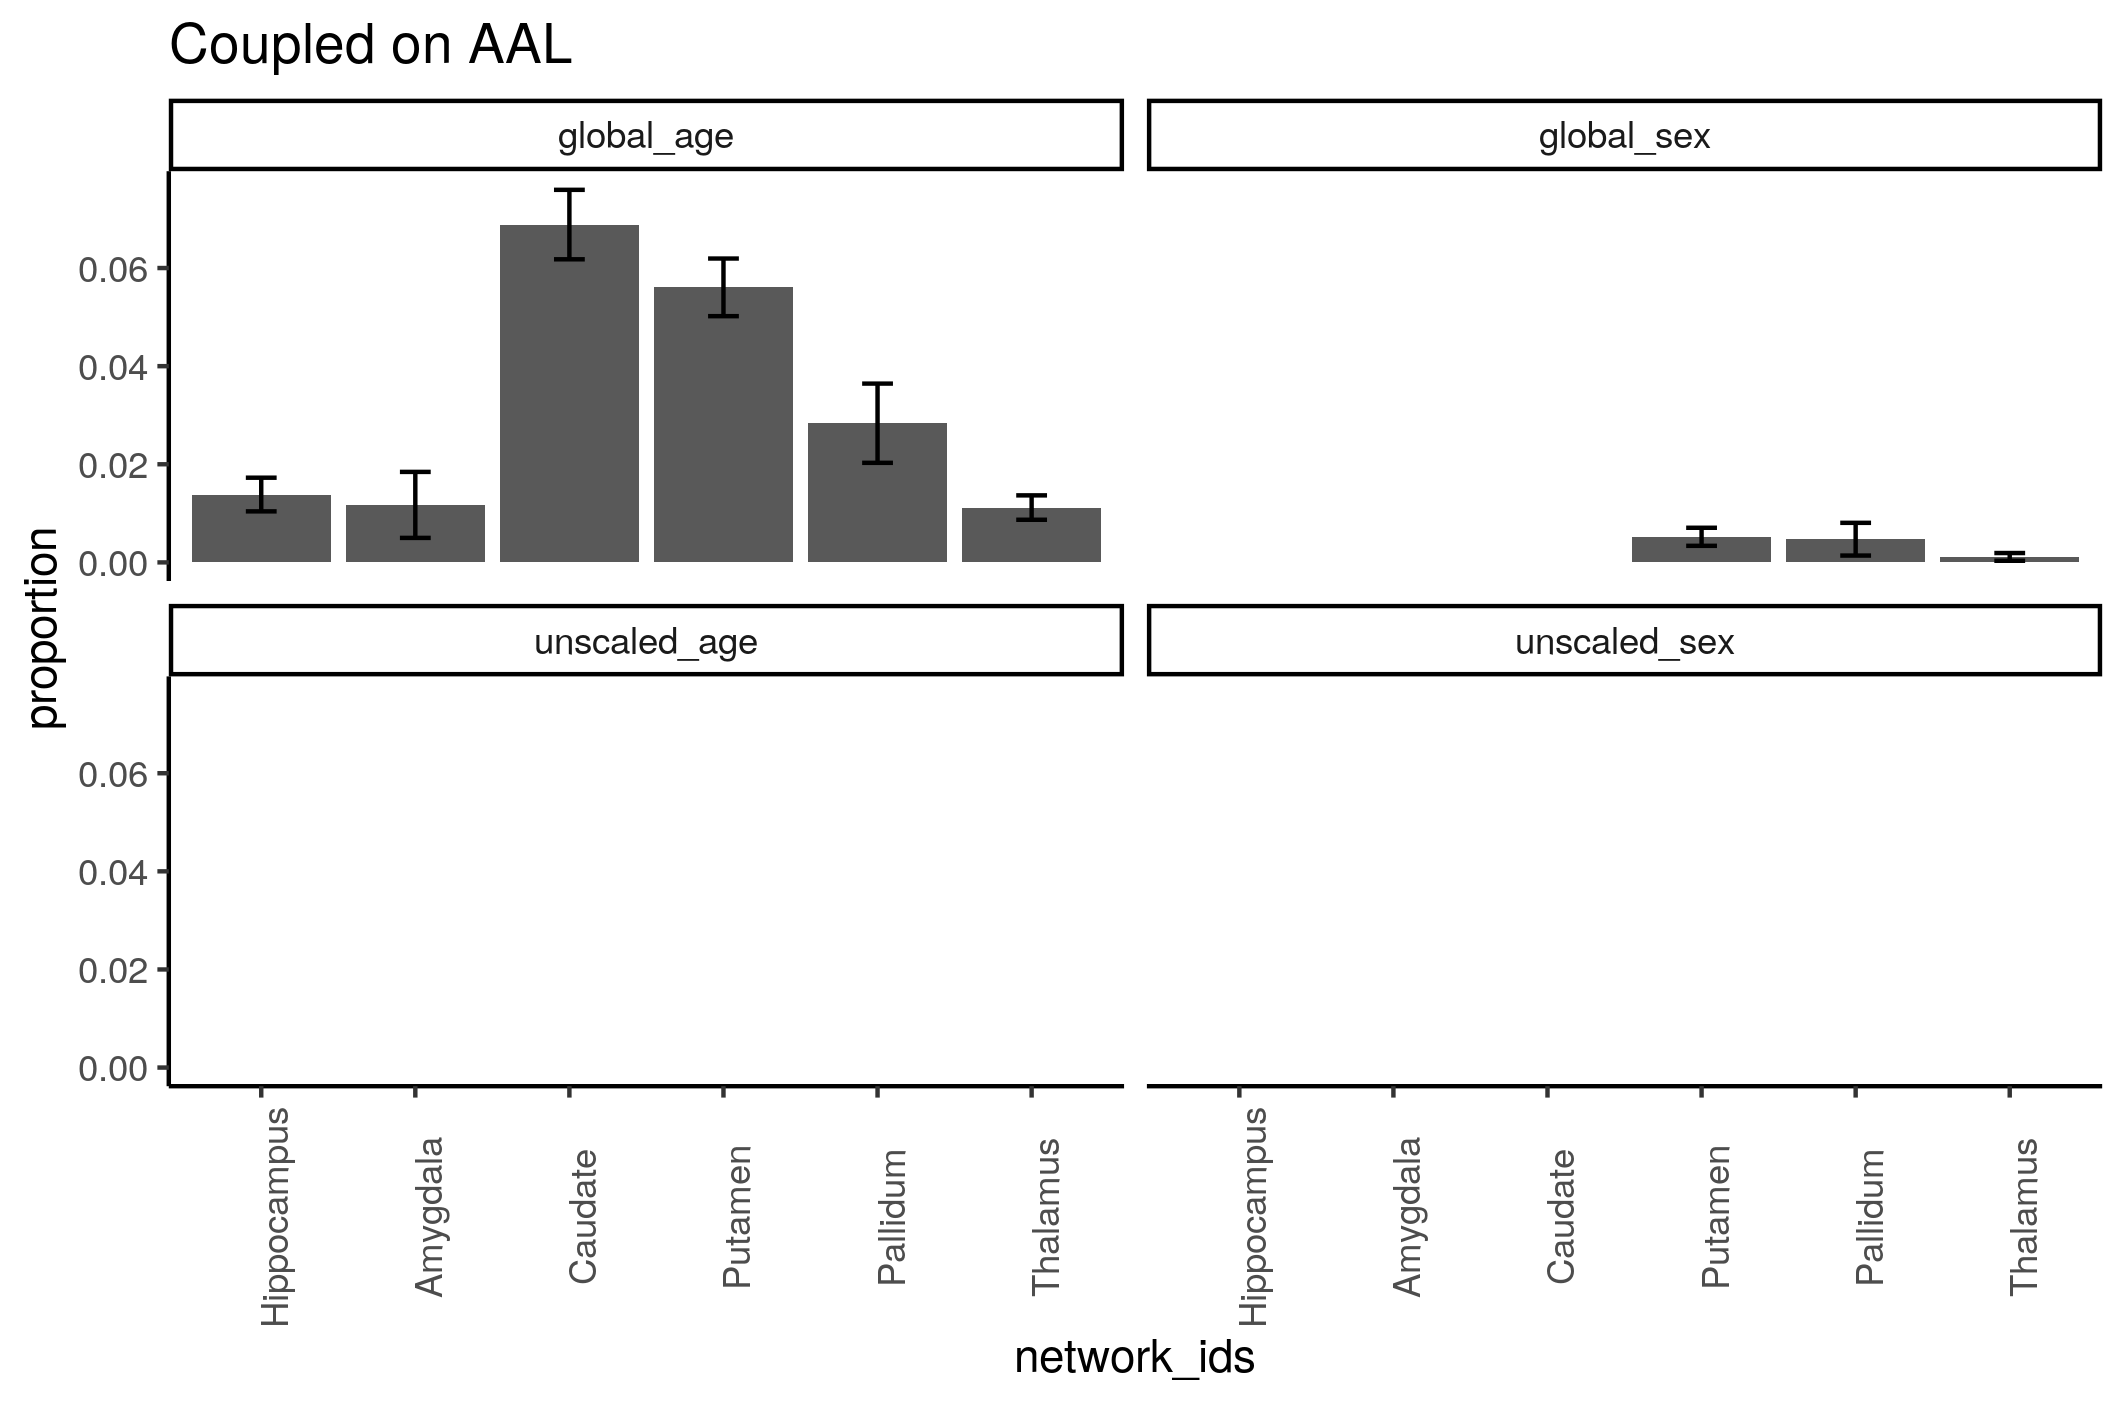 Coupled on AAL
global_age
global_sex
0.06
0.04
0.02
0.00
unscaled_age
unscaled_sex
0.06
0.04
0.02
0.00
proportion
Hippocampus
Amygdala
Caudate
Putamen
Pallidum
Thalamus
Hippocampus
Amygdala
Caudate
Putamen
Pallidum
Thalamus
network_ids